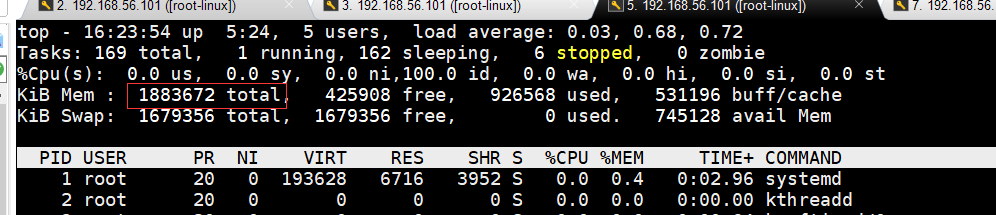 2. 192.168.56.101 ([root-linux]) 3. 192.168.56.101 ([root-linux]) 5. 192.168.56.101 ([root-linux]) 7. 192.168.56.
top - 16:23:54 up  5:24,  5 users,  load average: 0.03, 0.68, 0.72
Tasks: 169 total,   1 running, 162 sleeping,   6 stopped,   0 zombie
%Cpu(s):  0.0 us,  0.0 sy,  0.0 ni,100.0 id,  0.0 wa,  0.0 hi,  0.0 si,  0.0 st
KiB Mem :  1883672 total,   425908 free,   926568 used,   531196 buff/cache
KiB Swap:  1679356 total,  1679356 free,        0 used.   745128 avail Mem
PID USER      PR  NI    VIRT    RES    SHR S  %CPU %MEM     TIME+ COMMAND
1 root      20   0  193628   6716   3952 S   0.0  0.4   0:02.96 systemd
2 root      20   0       0      0      0 S   0.0  0.0   0:00.00 kthreadd